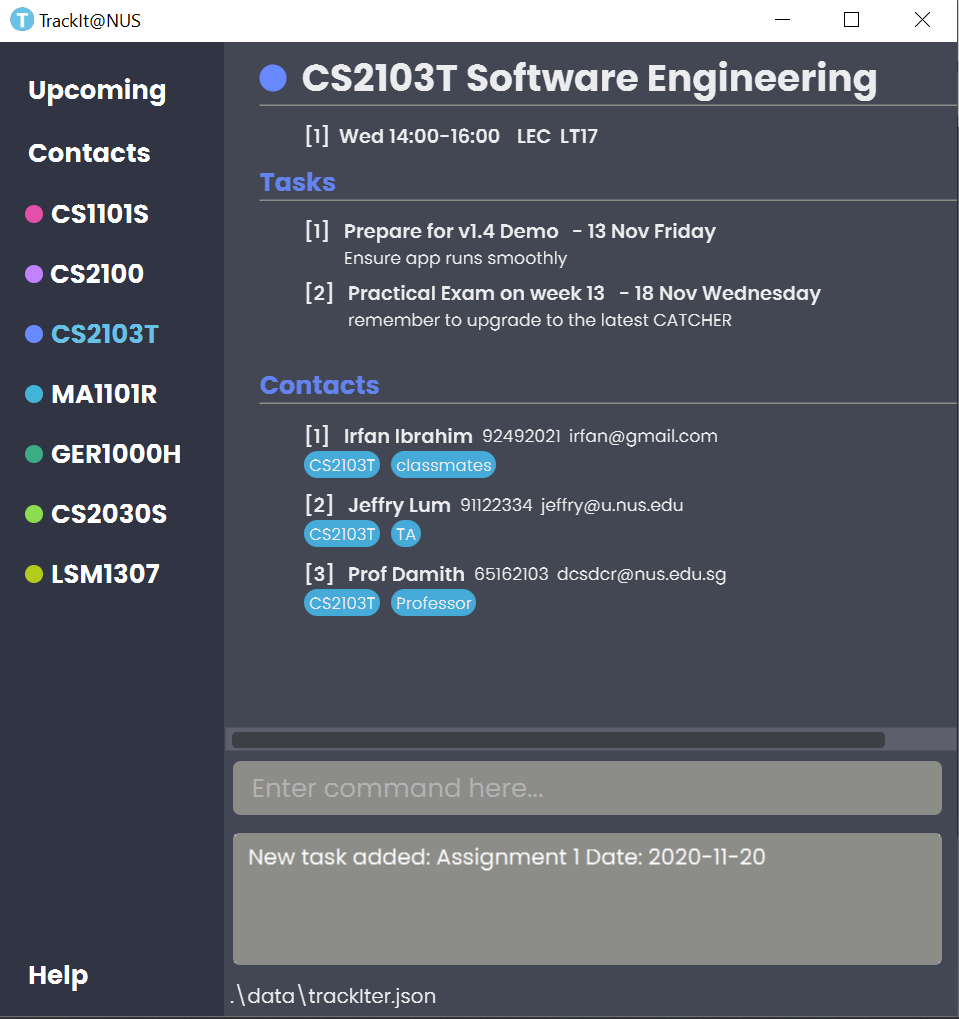 TrackIt@NUS
Upcoming
Contacts
CS1101S
CS2100
CS2103T
MA1101R
GER1000H
CS2030S
LSM1307
Help
CS2103T Software Engineering
[1] Wed 14:00-16:00 LEC LT17
Tasks
[1] Prepare for v1.4 Demo - 13 Nov Friday
Ensure app runs smoothly
[2] Practical Exam on week 13 - 18 Nov Wednesday
remember to upgrade to the latest CATCHER
Contacts
[1] Irfan Ibrahim 92492021 irfan@gmail.com
CS2103T classmates
[2] Jeffry Lum 91122334 jeffry@u.nus.edu
CS2103T TA
[3] Prof Damith 65162103 dcsdcr@nus.edu.sg
CS2103T Professor
Enter command here...
New task added: Assignment 1 Date: 2020-11-20
.\data\trackIter.json